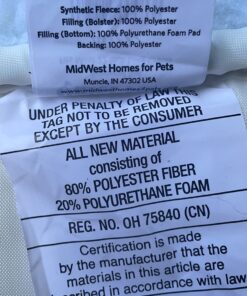 Synthetic Fleece: 100% Polyester
Filling (Bolster): 100% Polyester
Filling (Bottom): 100% Polyurethane Foam Pad
Backing: 100% Polyester
MidWest Homes for Pets
Muncie, IN 47302 USA
UNDER PENALTY OF LAW THIS
TAG NOT TO BE REMOVED
EXCEPT BY THE CONSUMER
ALL NEW MATERIAL
consisting of
80% POLYESTER FIBER
20% POLYURETHANE FOAM
REG. NO. OH 75840 (CN)
Certification is made
by the manufacturer that the
materials in this article are
described in accordance with law